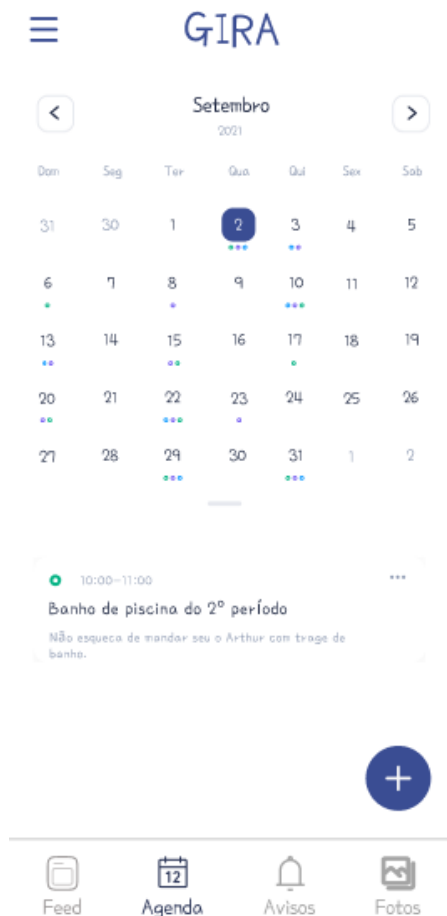 GIRA
Setembro
2021
Dom Seg Ter Qua Qui Sex Sab
31 30 1 2 3 4 5
6 7 8 9 10 11 12
13 14 15 16 17 18 19
20 21 22 23 24 25 26
27 28 29 30 31 1 2
10:00-11:00
Banho de piscina do 2º período
Não esqueca de mandar seu o Arthur com trage de
banho.
12
Feed Agenda Avisos Fotos